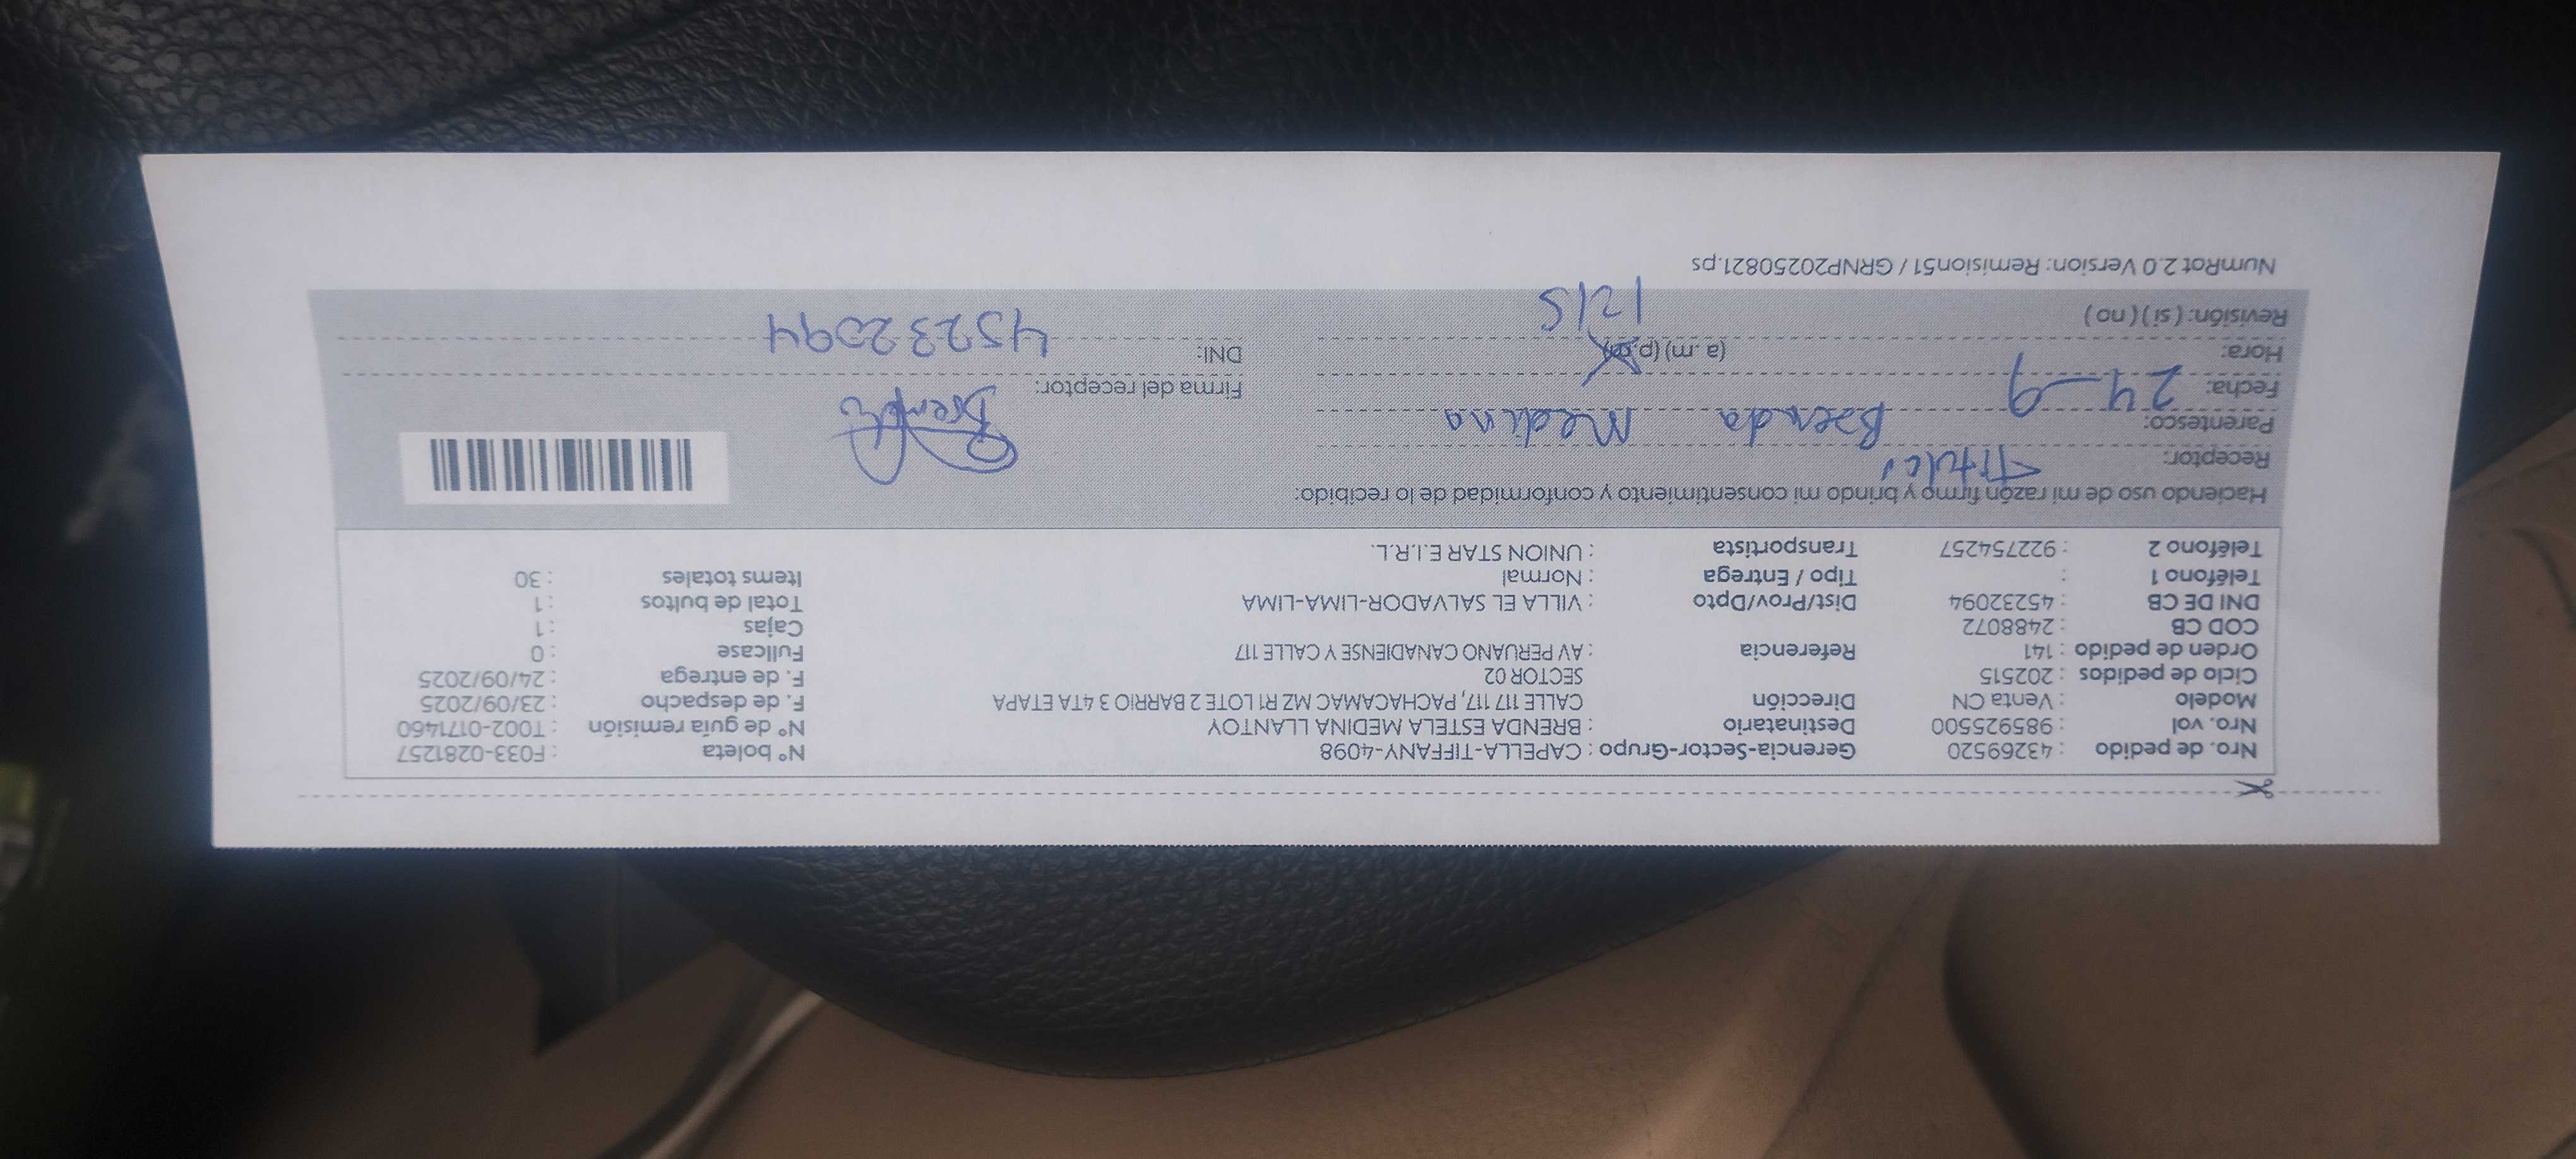 Nro. de pedido : 43269520 Gerencia-Sector-Grupo : CAPELLA-TIFFANY-4098 N° boleta : F033-0281257
Nro. vol : 985925500 Destinatario : BRENDA ESTELA MEDINA LLANTOY N° de guía de remisión : T002-0171460
Modelo : Venta CN Dirección CALLE 117 117, PACHACAMAC MZ R1 LOTE 2 BARRIO 3 4TA ETAPA F. de despacho : 23/09/2025
Ciclo de pedidos : 202515 SECTOR 02 F. de entrega : 24/09/2025
Orden de pedido : 141 Referencia : AV PERUANO CANADIENSE Y CALLE 117 Fullcase : 0
COD CB : 2488072 Cajas : 1
DNI DE CB : 45232094 Dist/Prov/Dpto : VILLA EL SALVADOR-LIMA-LIMA Total de bultos : 1
Teléfono 1 : Tipo / Entrega : Normal Items totales : 30
Teléfono 2 : 922754257 Transportista : UNION STAR E.I.R.L.
Haciendo uso de mi razón firmo y brindo mi consentimiento y conformidad de lo recibido:
Receptor: Titular
Parentesco: Brenda Medina
Fecha: 24-9 Firma del receptor:
Hora: (a .m) (p.m) DNI: 45232094
Revisión: ( si ) ( no ) 1215
NumRot 2.0 Version: Remision51 / GRNP20250821.ps